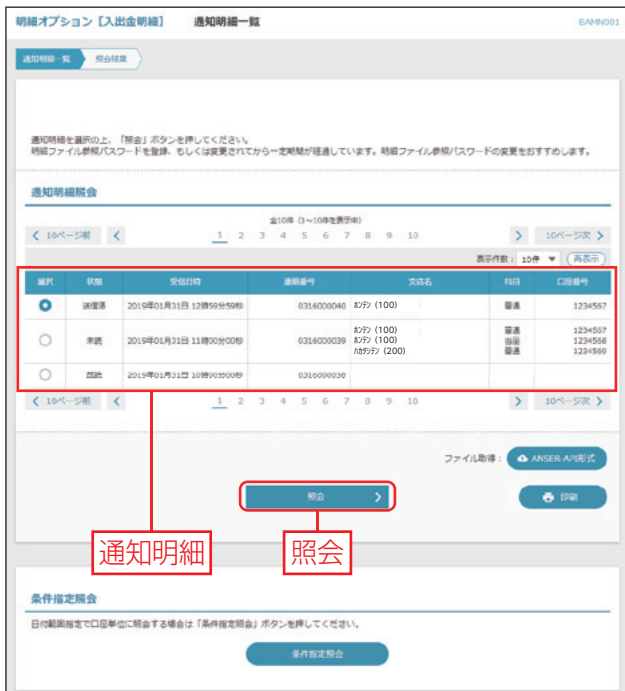 明細オプション【入出金明細】 通知明細一覧 BAMN001
通知明細一覧 照会結果
通知明細を選択の上、「照会」ボタンを押してください。
明細ファイル参照パスワードを登録、もしくは変更されてから一定期間が経過しています。明細ファイル参照パスワードの変更をおすすめします。
通知明細照会
全10件（1～10件を表示中）
10ページ前 1 2 3 4 5 6 7 8 9 10 10ページ次
表示件数： 10件 再表示
選択 状態 受信日時 通番番号 支店名 科目 口座番号
送信済 2019年01月31日 12時59分59秒 0316000040 ﾎﾝﾃﾝ (100) 普通 1234567
未読 2019年01月31日 11時00分00秒 0316000039 ﾎﾝﾃﾝ (100) 普通 1234567
ﾎﾝﾃﾝ (100) 当座 1234568
ﾊｶﾀｼﾃﾝ (200) 普通 1234569
既読 2019年01月31日 10時00分00秒 0316000038
10ページ前 1 2 3 4 5 6 7 8 9 10 10ページ次
ファイル取得： ANSER API形式
照会 印刷
通知明細 照会
条件指定照会
日付範囲指定で口座単位に照会する場合は「条件指定照会」ボタンを押してください。
条件指定照会